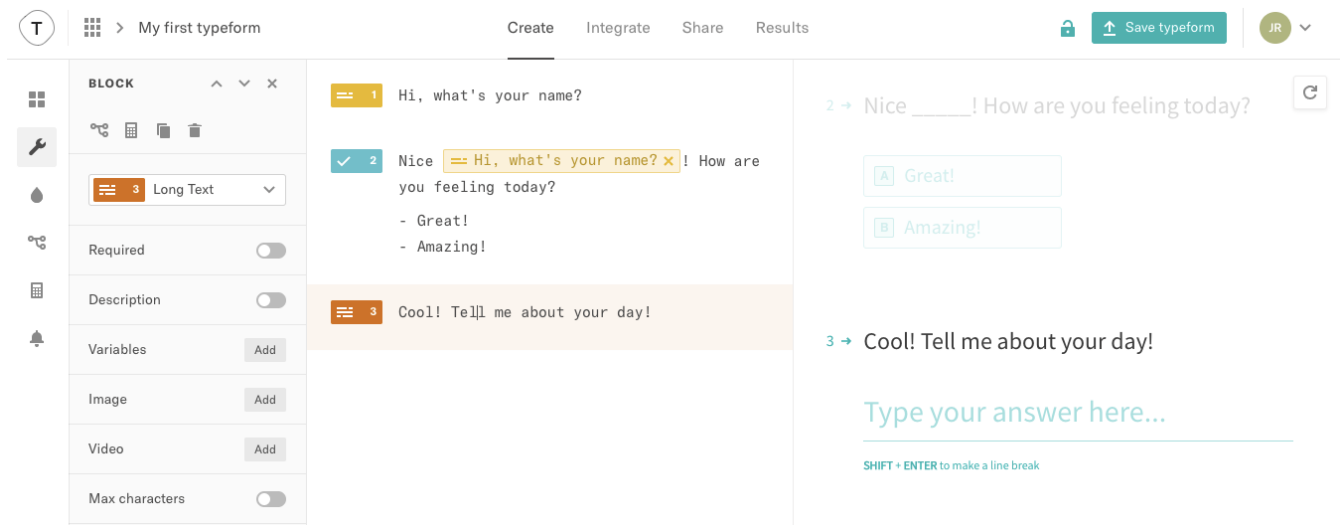 T My first typeform Create Integrate Share Results Save typeform JR
BLOCK
3 Long Text
Required
Description
Variables Add
Image Add
Video Add
Max characters
1 Hi, what's your name?
2 Nice Hi, what's your name? ! How are
you feeling today?
- Great!
- Amazing!
3 Cool! Tell me about your day!
2 Nice _____! How are you feeling today?
A Great!
B Amazing!
3 Cool! Tell me about your day!
Type your answer here...
SHIFT + ENTER to make a line break